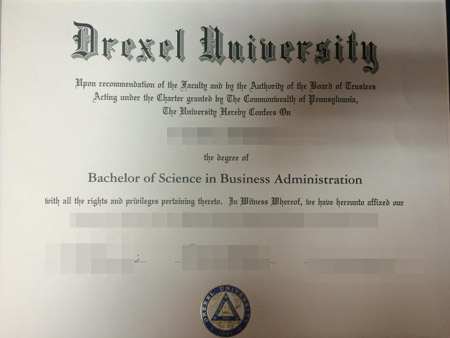 Drexel University
Upon recommendation of the Faculty and by the Authority of the Board of Trustees
Acting under the Charter granted by The Commonwealth of Pennsylvania,
The University Hereby Confers On
the degree of
Bachelor of Science in Business Administration
with all the rights and privileges pertaining thereto. In Witness Whereof, we have hereunto affixed our
DREXEL UNIVERSITY